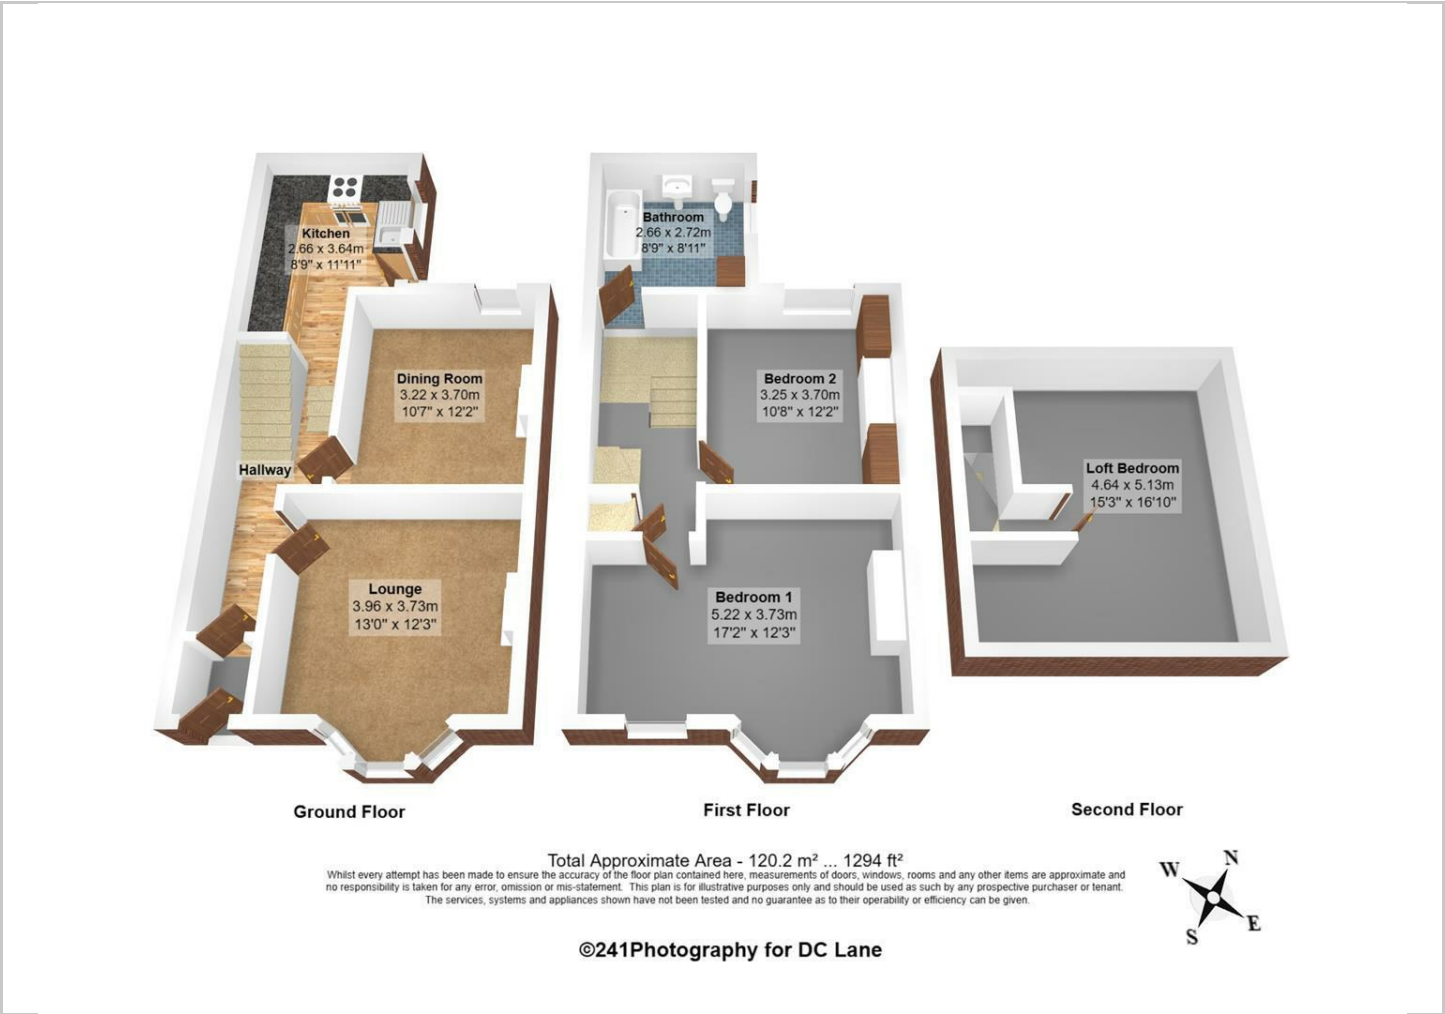 Kitchen
2.66 x 3.64m
8'9" x 11'11"
Dining Room
3.22 x 3.70m
10'7" x 12'2"
Hallway
Lounge
3.96 x 3.73m
13'0" x 12'3"
Ground Floor
Bathroom
2.66 x 2.72m
8'9" x 8'11"
Bedroom 2
3.25 x 3.70m
10'8" x 12'2"
Bedroom 1
5.22 x 3.73m
17'2" x 12'3"
First Floor
Loft Bedroom
4.64 x 5.13m
15'3" x 16'10"
Second Floor
Total Approximate Area - 120.2 m² ... 1294 ft²
Whilst every attempt has been made to ensure the accuracy of the floor plan contained here, measurements of doors, windows, rooms and any other items are approximate and
no responsibility is taken for any error, omission or mis-statement. This plan is for illustrative purposes only and should be used as such by any prospective purchaser or tenant.
The services, systems and appliances shown have not been tested and no guarantee as to their operability or efficiency can be given.
©241Photography for DC Lane
N
W
E
S